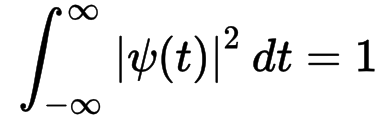 ∫_{-∞}^{∞} |ψ(t)|² dt = 1